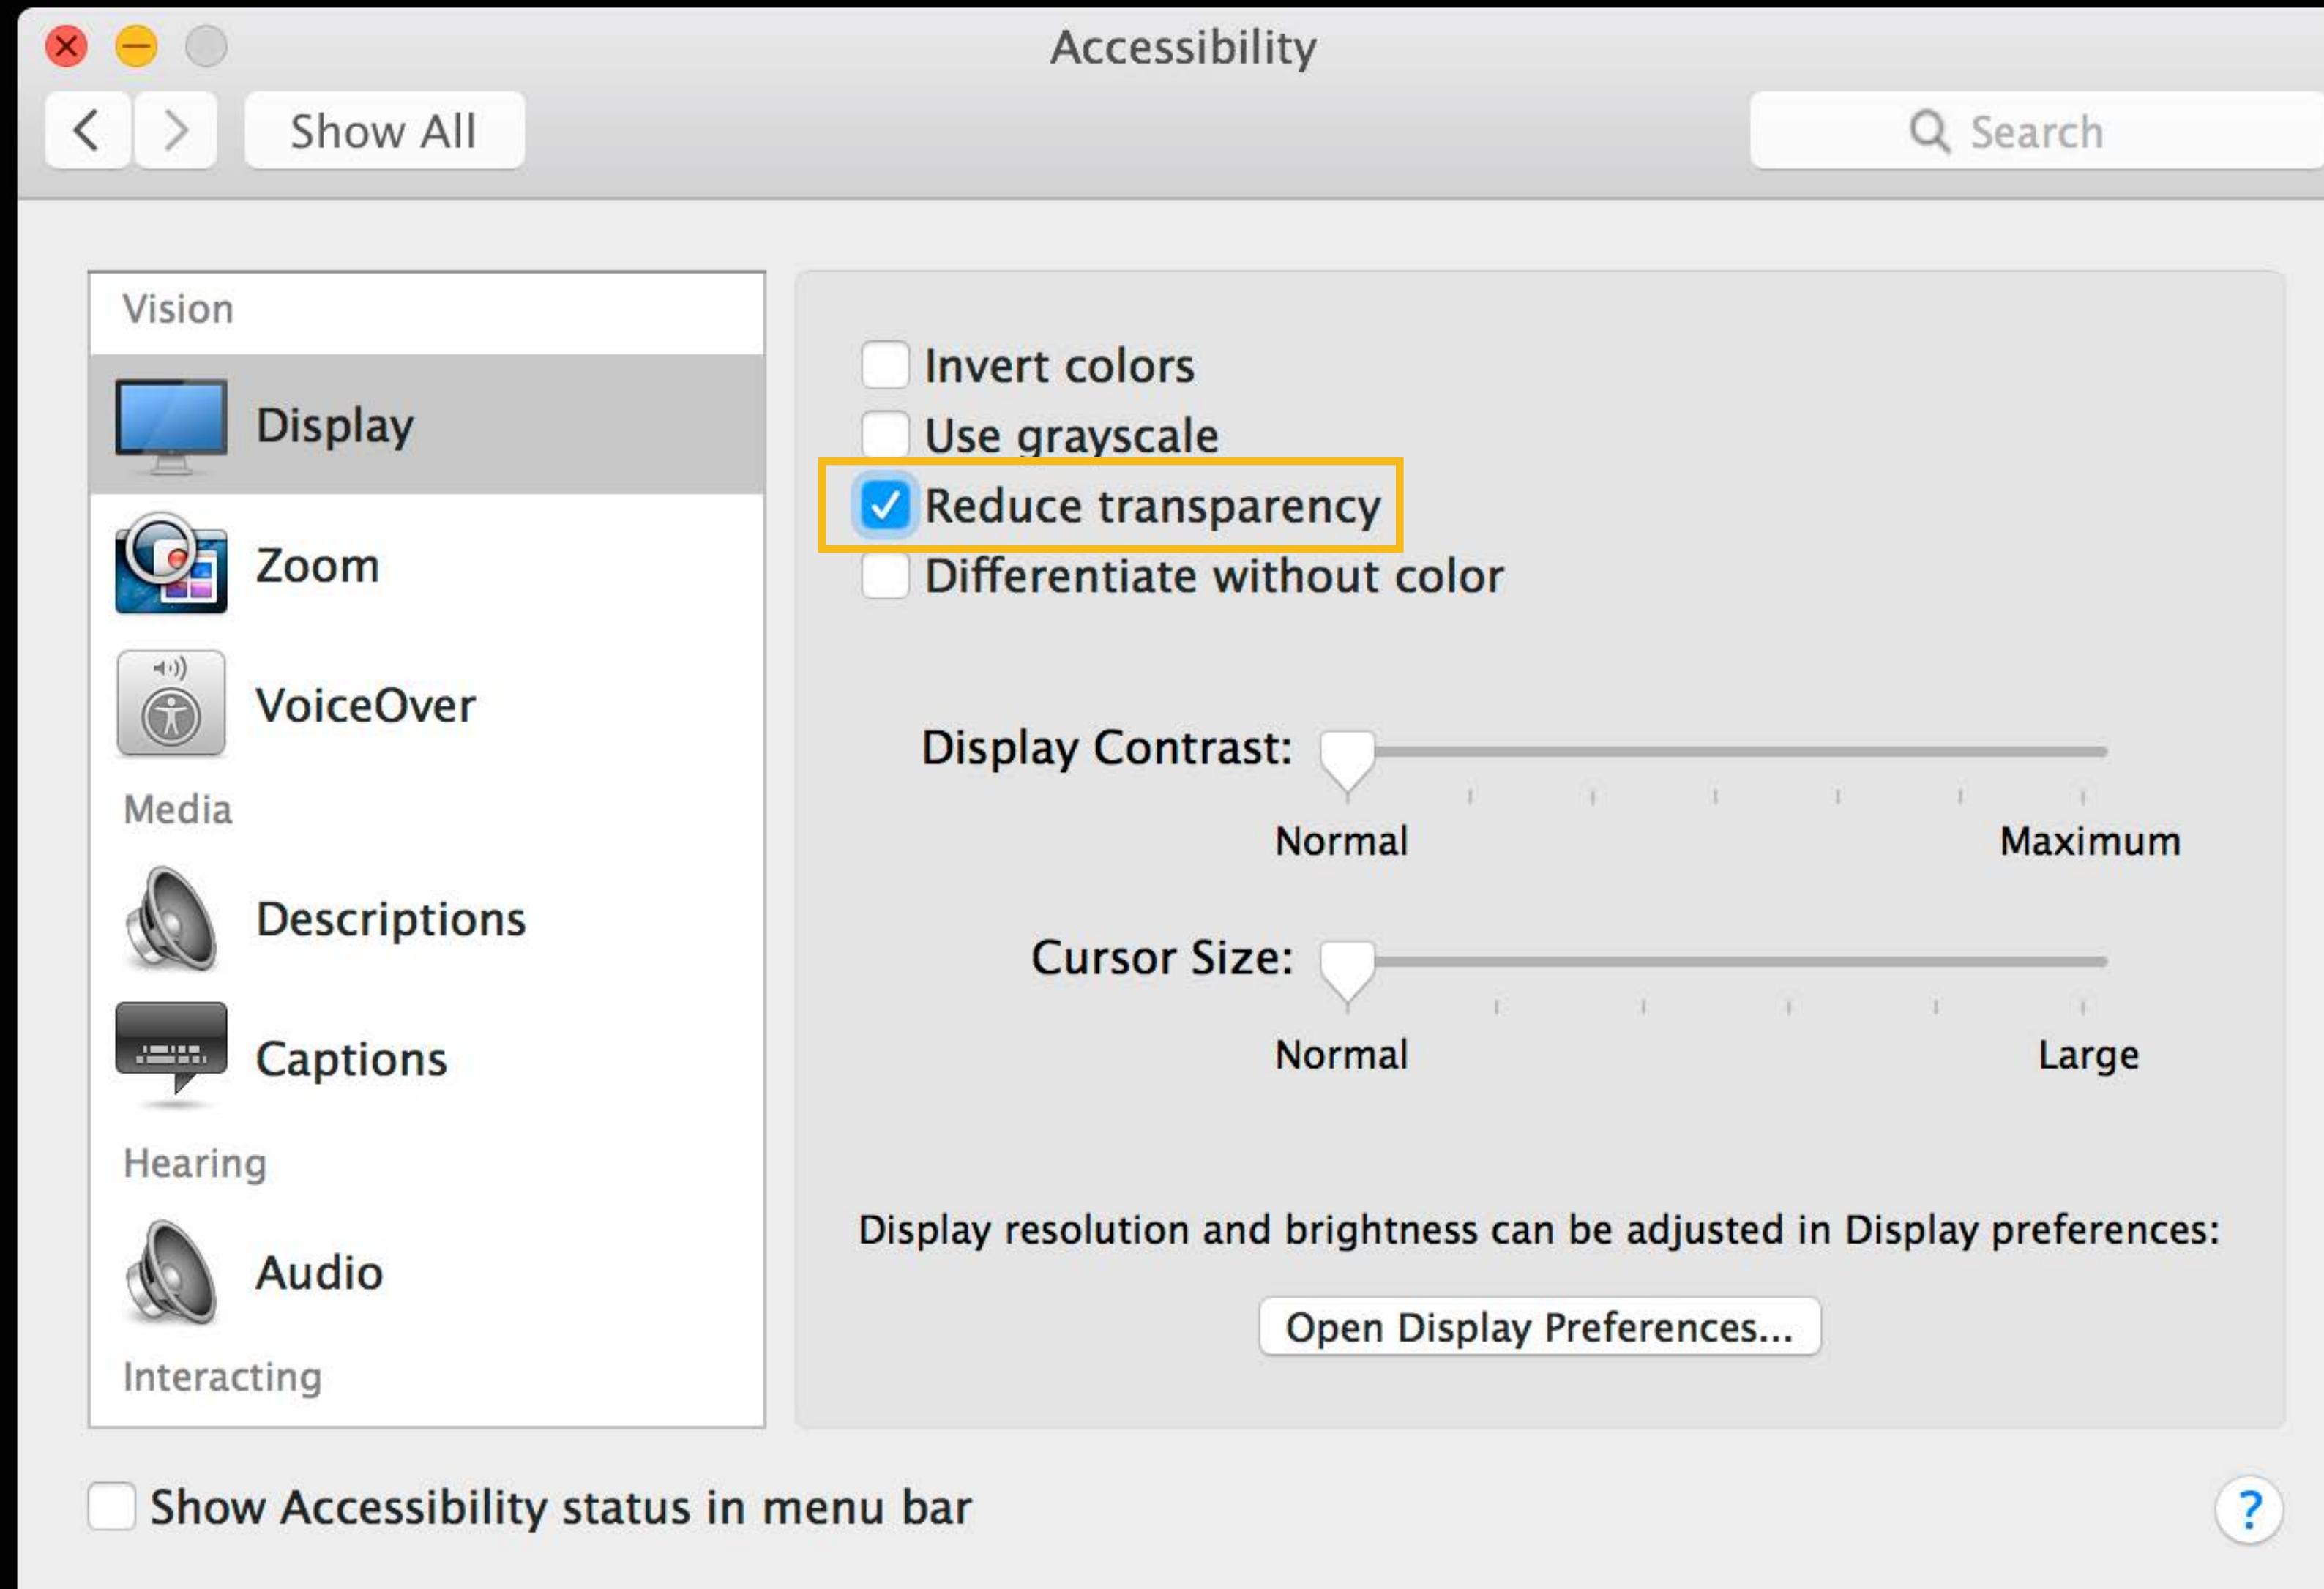 Accessibility
Show All
Search
Vision
Display
Zoom
VoiceOver
Media
Descriptions
Captions
Hearing
Audio
Interacting
Invert colors
Use grayscale
Reduce transparency
Differentiate without color
Display Contrast:
Normal Maximum
Cursor Size:
Normal Large
Display resolution and brightness can be adjusted in Display preferences:
Open Display Preferences...
Show Accessibility status in menu bar
?